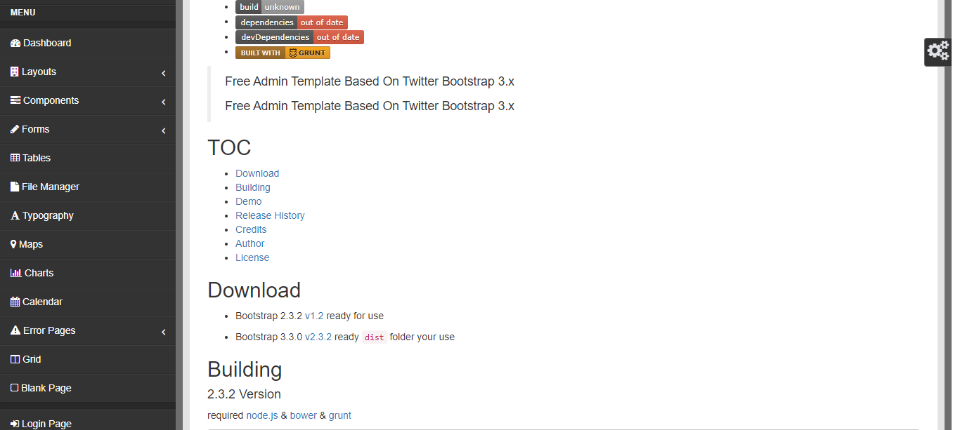 MENU
Dashboard
Layouts
Components
Forms
Tables
File Manager
Typography
Maps
Charts
Calendar
Error Pages
Grid
Blank Page
Login Page
build unknown
dependencies out of date
devDependencies out of date
BUILT WITH GRUNT
Free Admin Template Based On Twitter Bootstrap 3.x
Free Admin Template Based On Twitter Bootstrap 3.x
TOC
Download
Building
Demo
Release History
Credits
Author
License
Download
Bootstrap 2.3.2 v1.2 ready for use
Bootstrap 3.3.0 v2.3.2 ready dist folder your use
Building
2.3.2 Version
required node.js & bower & grunt